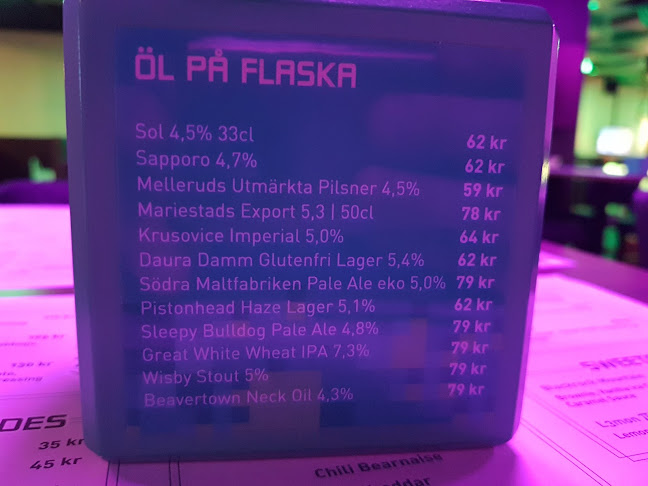 ÖL PÅ FLASKA
Sol 4,5% 33cl 62 kr
Sapporo 4,7% 62 kr
Melleruds Utmärkta Pilsner 4,5% 59 kr
Mariestads Export 5,3 | 50cl 78 kr
Krusovice Imperial 5,0% 64 kr
Daura Damm Glutenfri Lager 5,4% 62 kr
Södra Maltfabriken Pale Ale eko 5,0% 79 kr
Pistonhead Haze Lager 5,1% 62 kr
Sleepy Bulldog Pale Ale 4,8% 79 kr
Great White Wheat IPA 7,3% 79 kr
Wisby Stout 5% 79 kr
Beavertown Neck Oil 4,3% 79 kr
35 kr
45 kr
Chili Bearnaise
Caramel Sauce